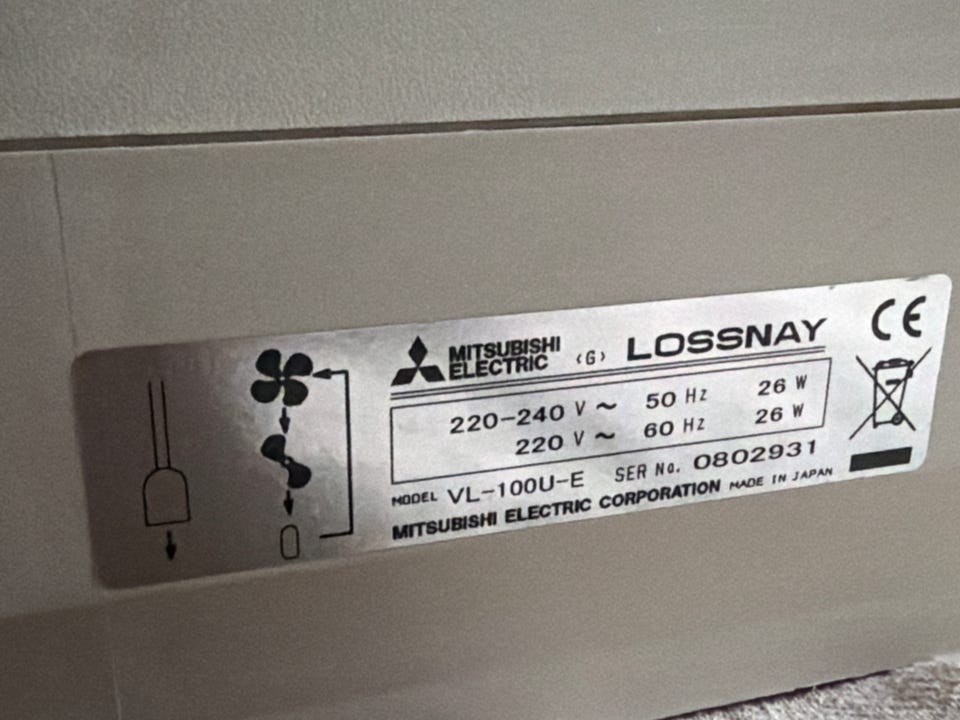 MITSUBISHI ELECTRIC <G> LOSSNAY
220-240 V ~ 50 Hz 26 W
220 V ~ 60 Hz 26 W
MODEL VL-100U-E SER No. 0802931
MITSUBISHI ELECTRIC CORPORATION MADE IN JAPAN
CE